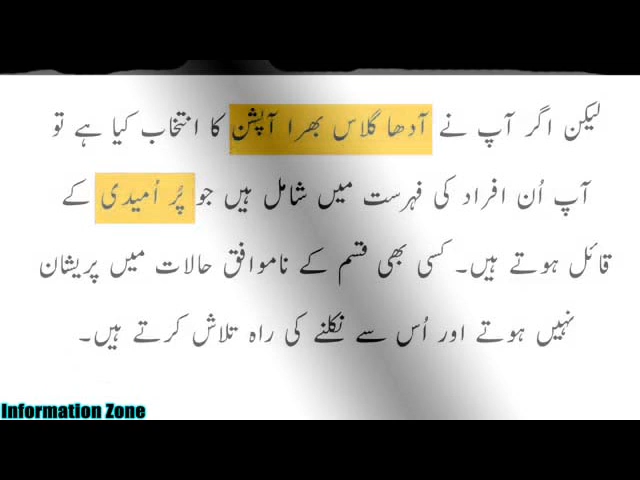 لیکن اگر آپ نے آدھا گلاس بھرا آپشن کا انتخاب کیا ہے تو
آپ اُن افراد کی فہرست میں شامل ہیں جو پُر اُمیدی کے
قائل ہوتے ہیں۔ کسی بھی قسم کے ناموافق حالات میں پریشان
نہیں ہوتے اور اُس سے نکلنے کی راہ تلاش کرتے ہیں۔
Information Zone